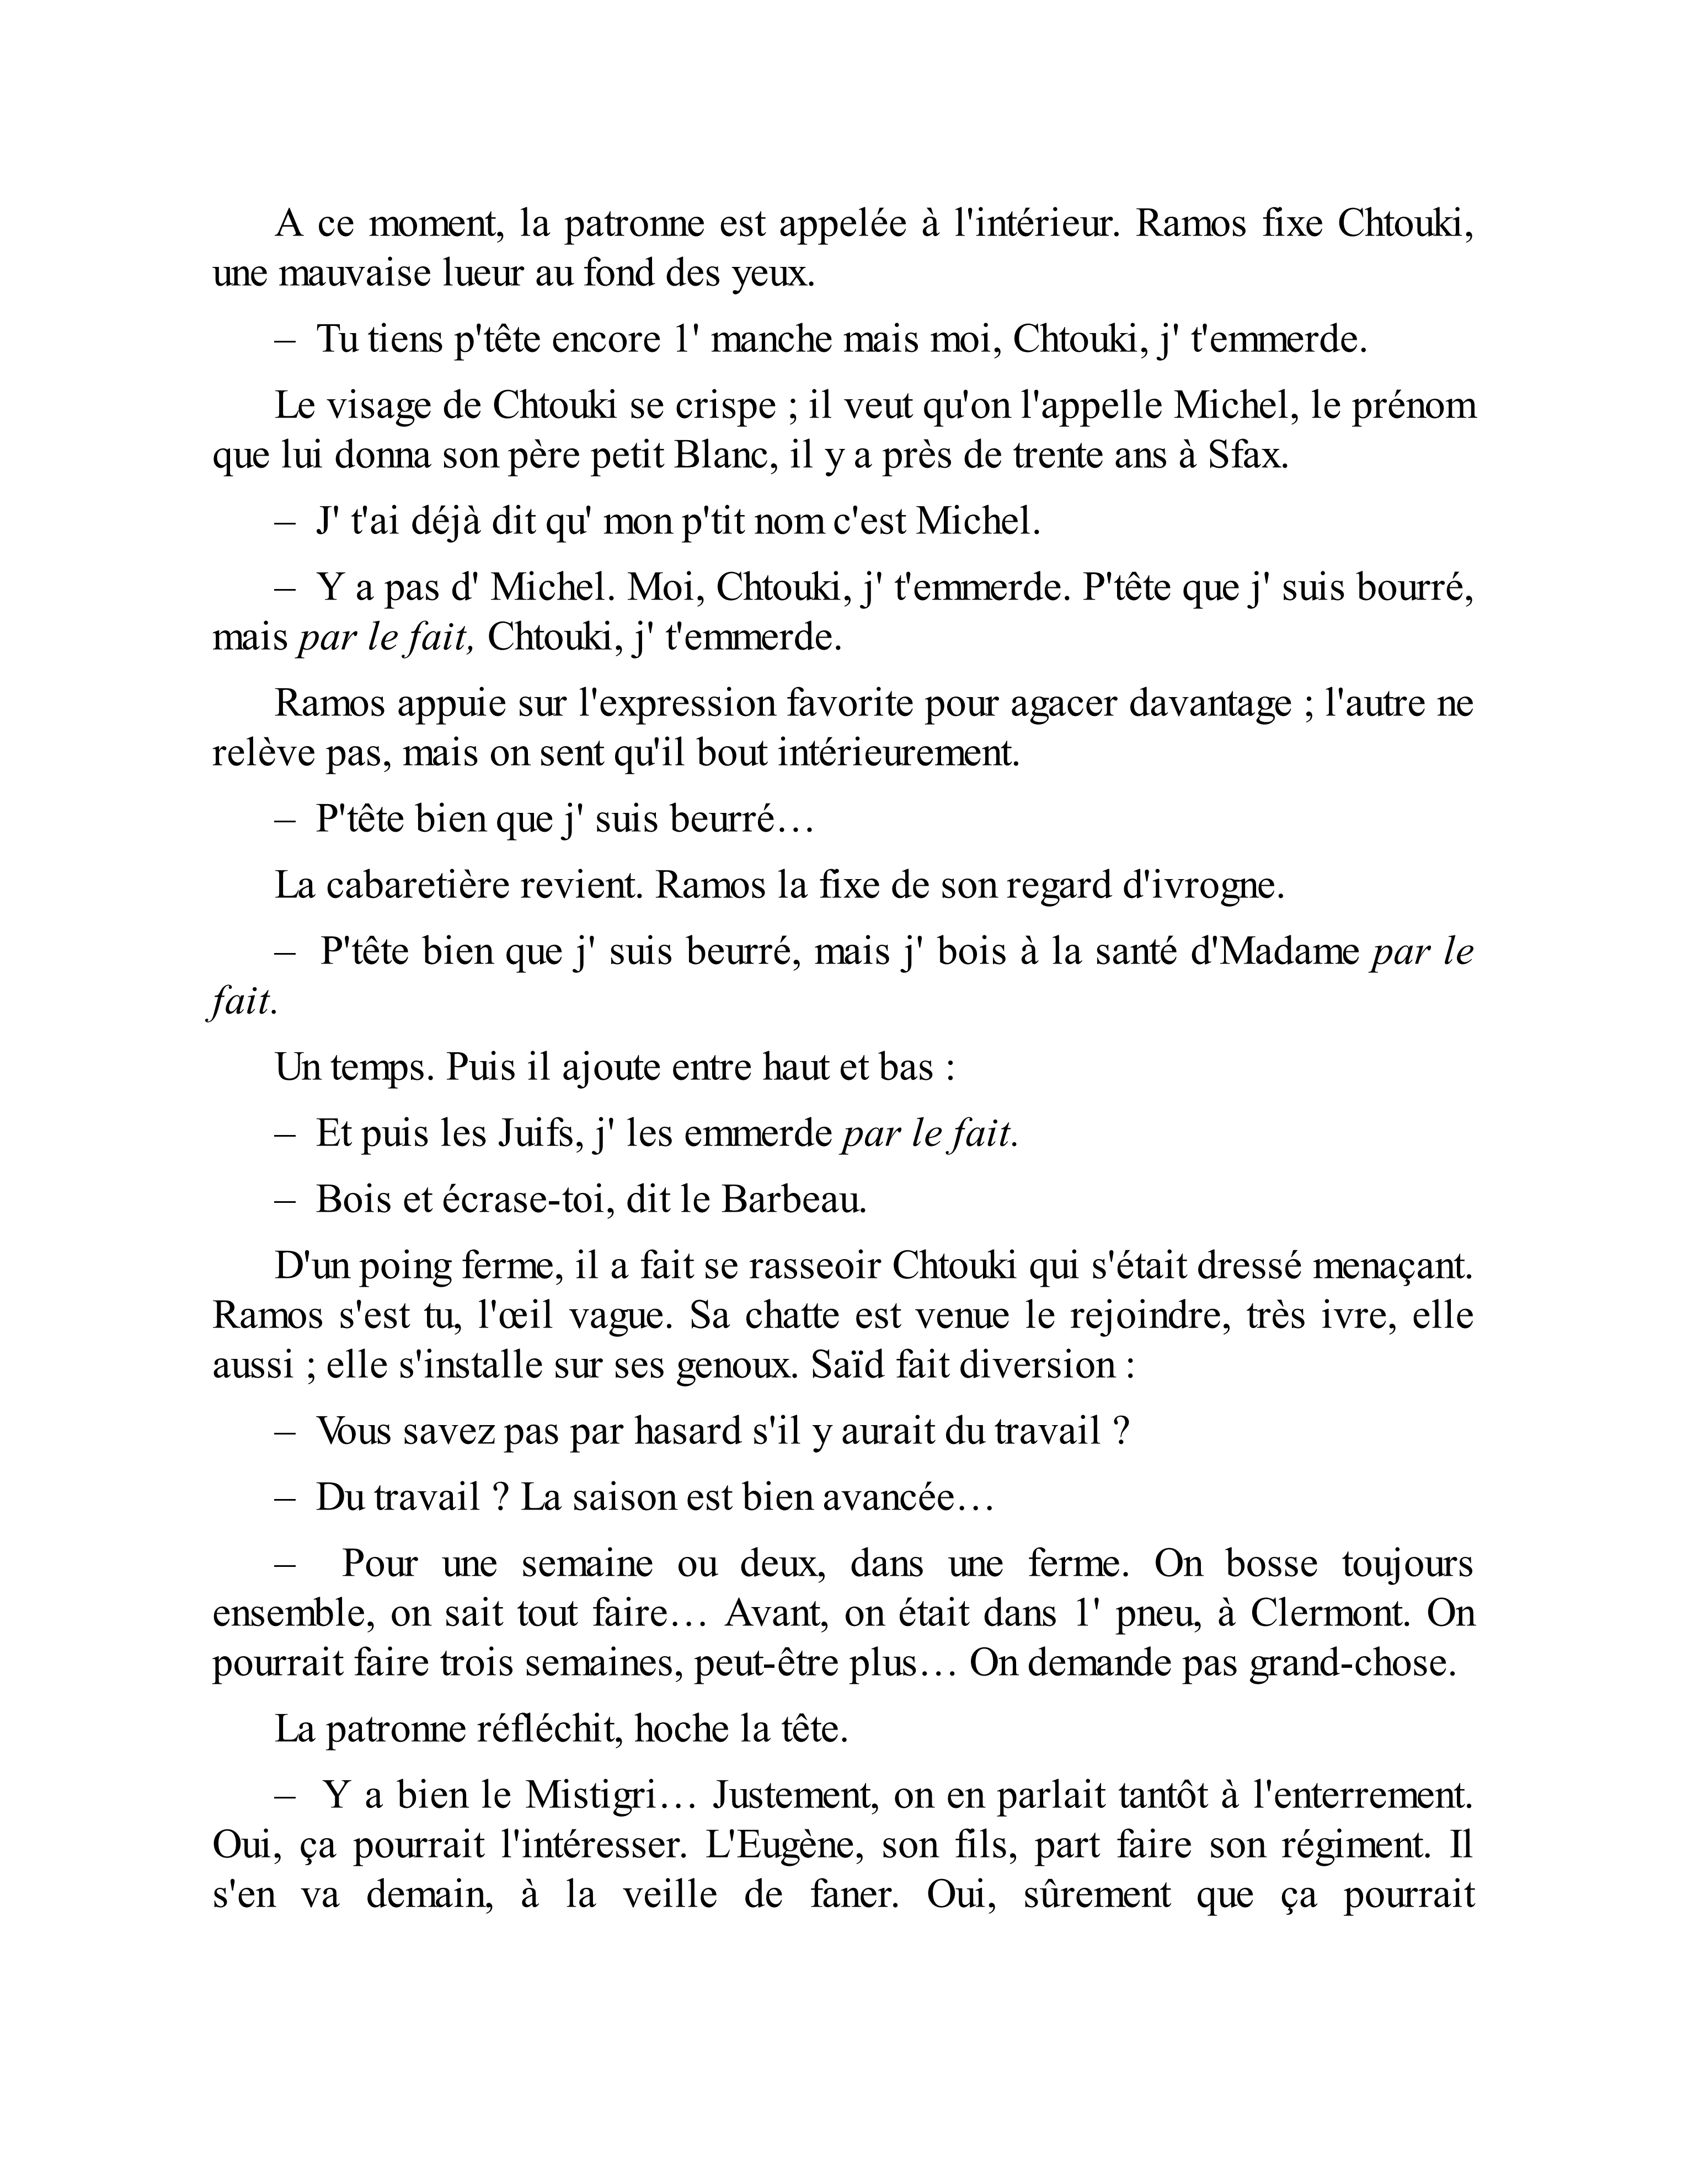 A ce moment, la patronne est appelée à l'intérieur. Ramos fixe Chtouki,
une mauvaise lueur au fond des yeux.
– Tu tiens p'tête encore 1' manche mais moi, Chtouki, j' t'emmerde.
Le visage de Chtouki se crispe ; il veut qu'on l'appelle Michel, le prénom
que lui donna son père petit Blanc, il y a près de trente ans à Sfax.
– J' t'ai déjà dit qu' mon p'tit nom c'est Michel.
– Y a pas d' Michel. Moi, Chtouki, j' t'emmerde. P'tête que j' suis bourré,
mais par le fait, Chtouki, j' t'emmerde.
Ramos appuie sur l'expression favorite pour agacer davantage ; l'autre ne
relève pas, mais on sent qu'il bout intérieurement.
– P'tête bien que j' suis beurré…
La cabaretière revient. Ramos la fixe de son regard d'ivrogne.
– P'tête bien que j' suis beurré, mais j' bois à la santé d'Madame par le
fait.
Un temps. Puis il ajoute entre haut et bas :
– Et puis les Juifs, j' les emmerde par le fait.
– Bois et écrase-toi, dit le Barbeau.
D'un poing ferme, il a fait se rasseoir Chtouki qui s'était dressé menaçant.
Ramos s'est tu, l'œil vague. Sa chatte est venue le rejoindre, très ivre, elle
aussi ; elle s'installe sur ses genoux. Saïd fait diversion :
– Vous savez pas par hasard s'il y aurait du travail ?
– Du travail ? La saison est bien avancée…
– Pour une semaine ou deux, dans une ferme. On bosse toujours
ensemble, on sait tout faire… Avant, on était dans 1' pneu, à Clermont. On
pourrait faire trois semaines, peut-être plus… On demande pas grand-chose.
La patronne réfléchit, hoche la tête.
– Y a bien le Mistigri… Justement, on en parlait tantôt à l'enterrement.
Oui, ça pourrait l'intéresser. L'Eugène, son fils, part faire son régiment. Il
s'en va demain, à la veille de faner. Oui, sûrement que ça pourrait